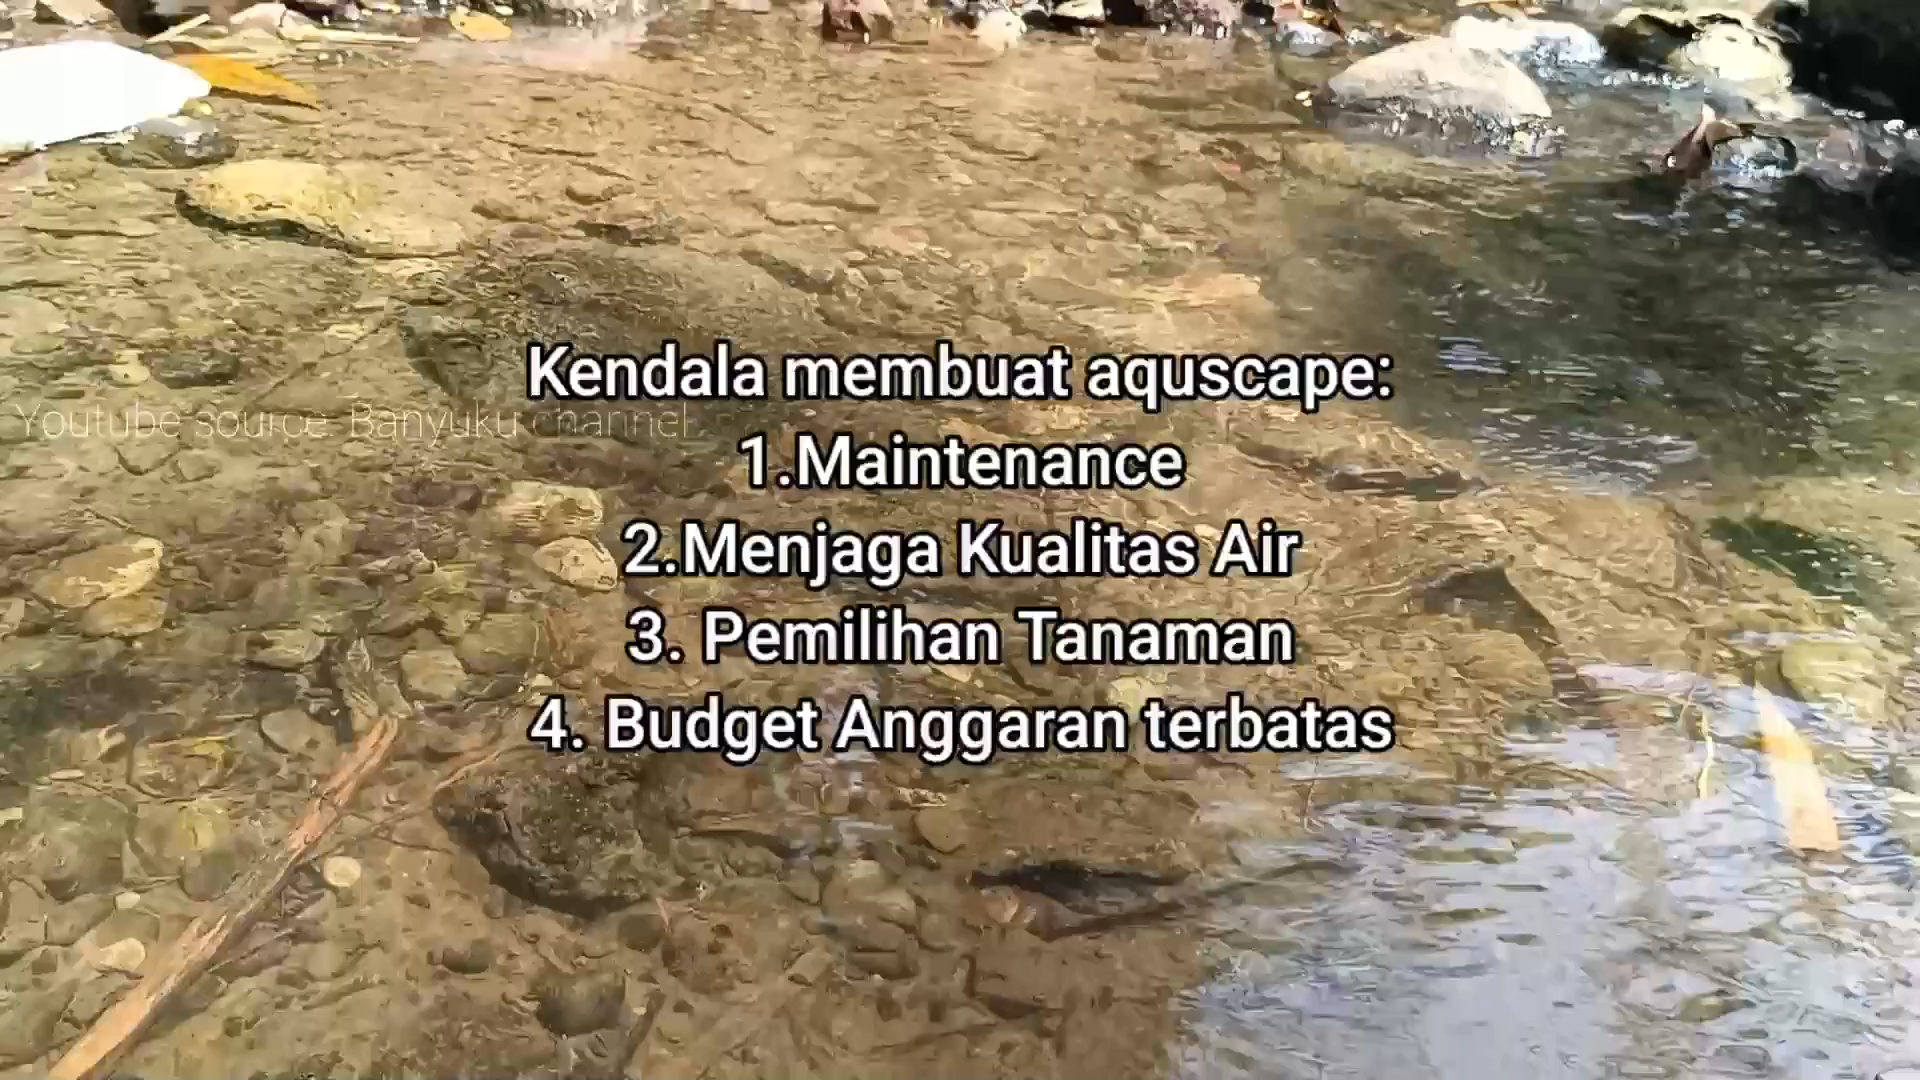 Kendala membuat aquscape:
Youtube source: Banyuku channel
1.Maintenance
2.Menjaga Kualitas Air
3. Pemilihan Tanaman
4. Budget Anggaran terbatas